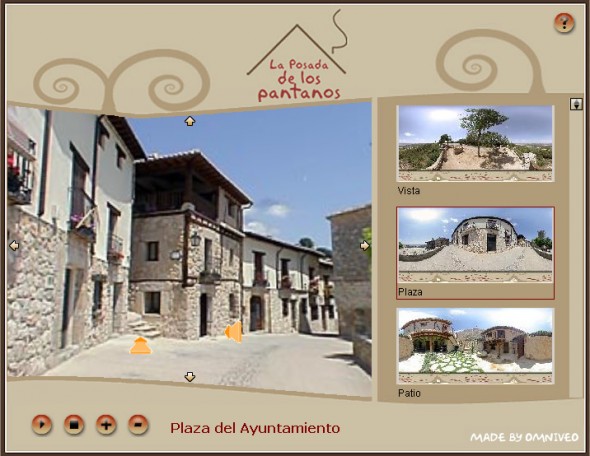 La Posada
de los
pantanos
?
Vista
Plaza
Patio
Plaza del Ayuntamiento
MADE BY OMNIVEO